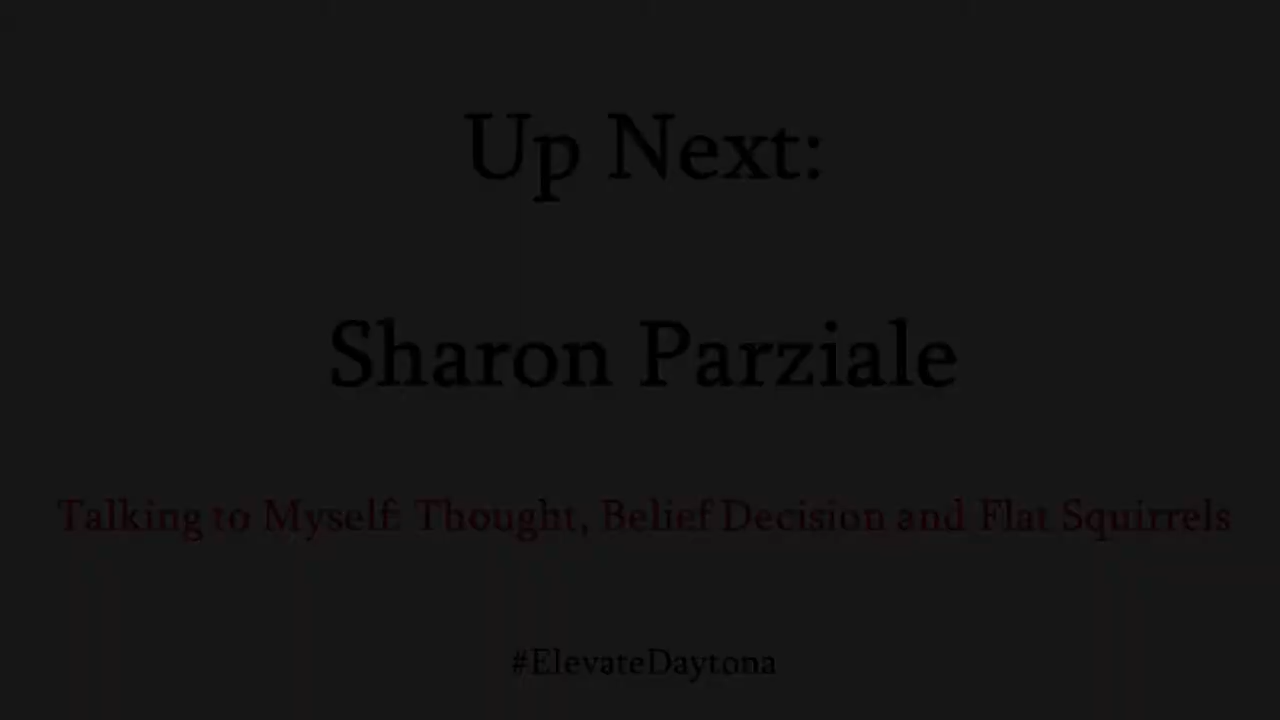 Up Next:
Sharon Parziale
Talking to Myself: Thought, Belief Decision and Flat Squirrels
#ElevateDaytona